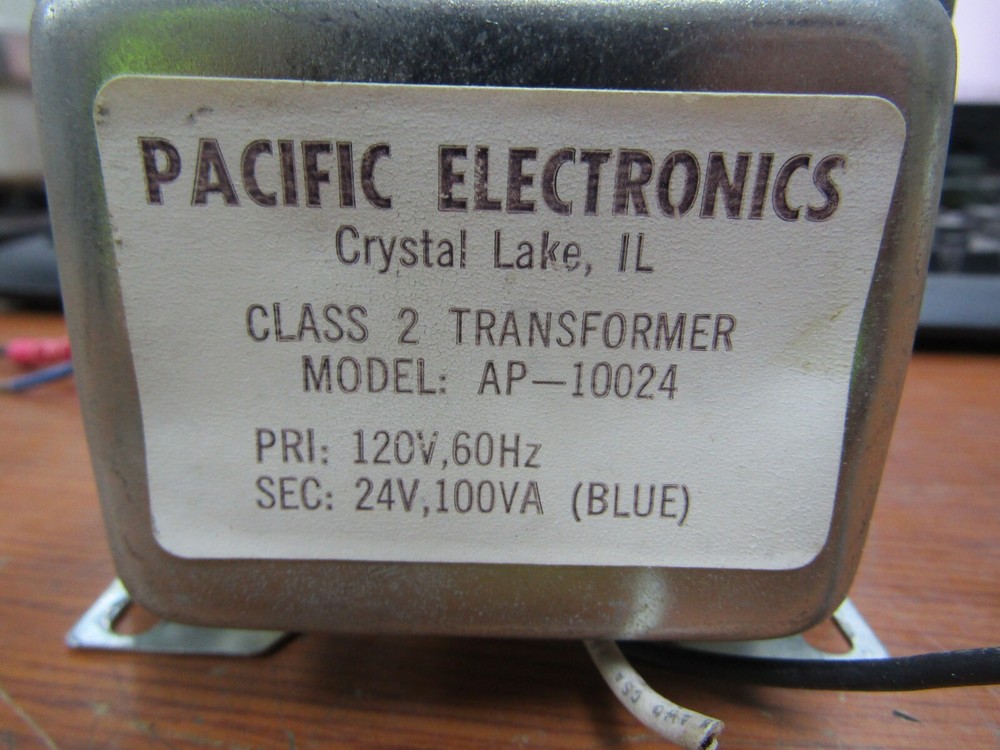 PACIFIC ELECTRONICS
Crystal Lake, IL
CLASS 2 TRANSFORMER
MODEL: AP-10024
PRI: 120V,60Hz
SEC: 24V,100VA (BLUE)